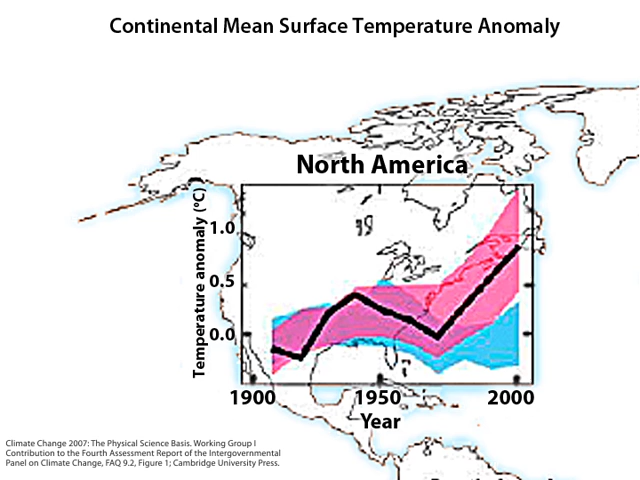 Continental Mean Surface Temperature Anomaly
North America
Temperature anomaly (°C)
1.0
0.5
0.0
1900 1950 2000
Year
Climate Change 2007: The Physical Science Basis. Working Group I
Contribution to the Fourth Assessment Report of the Intergovernmental
Panel on Climate Change, FAQ 9.2, Figure 1; Cambridge University Press.